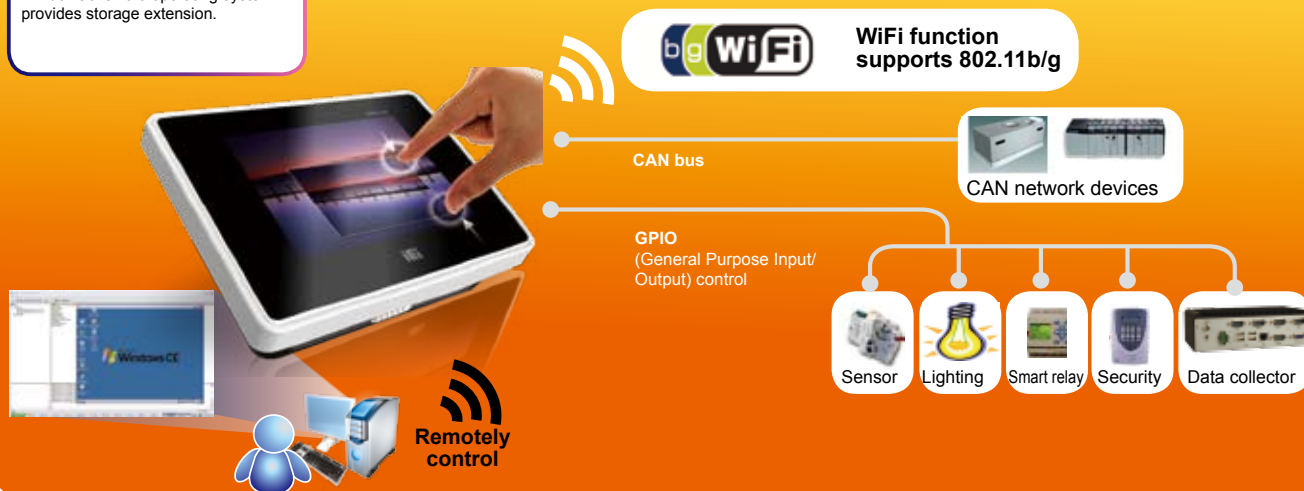 provides storage extension.
b g WiFi
WiFi function
supports 802.11b/g
CAN bus
CAN network devices
GPIO
(General Purpose Input/
Output) control
Sensor
Lighting
Smart relay
Security
Data collector
Windows CE
Remotely
control